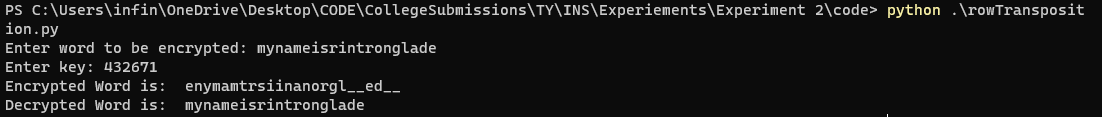 PS C:\Users\infin\OneDrive\Desktop\CODE\CollegeSubmissions\TY\INS\Experiements\Experiment 2\code> python .\rowTransposit
ion.py
Enter word to be encrypted: mynameisrintronglade
Enter key: 432671
Encrypted Word is:  enymamtrsiinanorgl__ed__
Decrypted Word is:  mynameisrintronglade